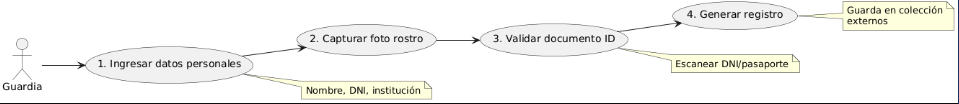 Guardia
1. Ingresar datos personales
Nombre, DNI, institución
2. Capturar foto rostro
3. Validar documento ID
Escanear DNI/pasaporte
4. Generar registro
Guarda en colección
externos